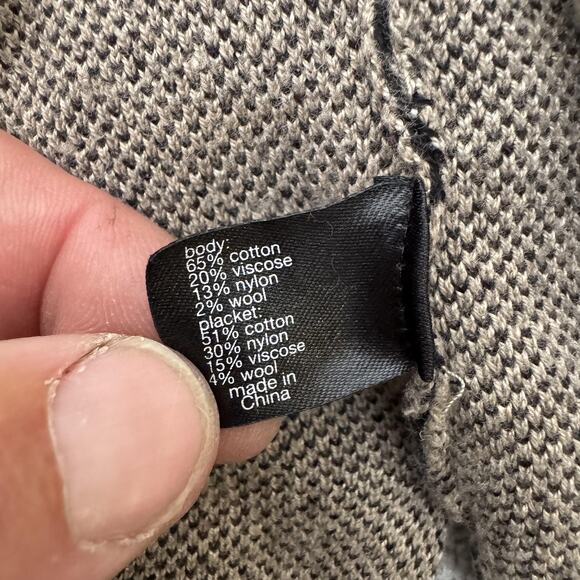 body:
65% cotton
20% viscose
13% nylon
2% wool
placket:
51% cotton
30% nylon
15% viscose
4% wool
made in
China